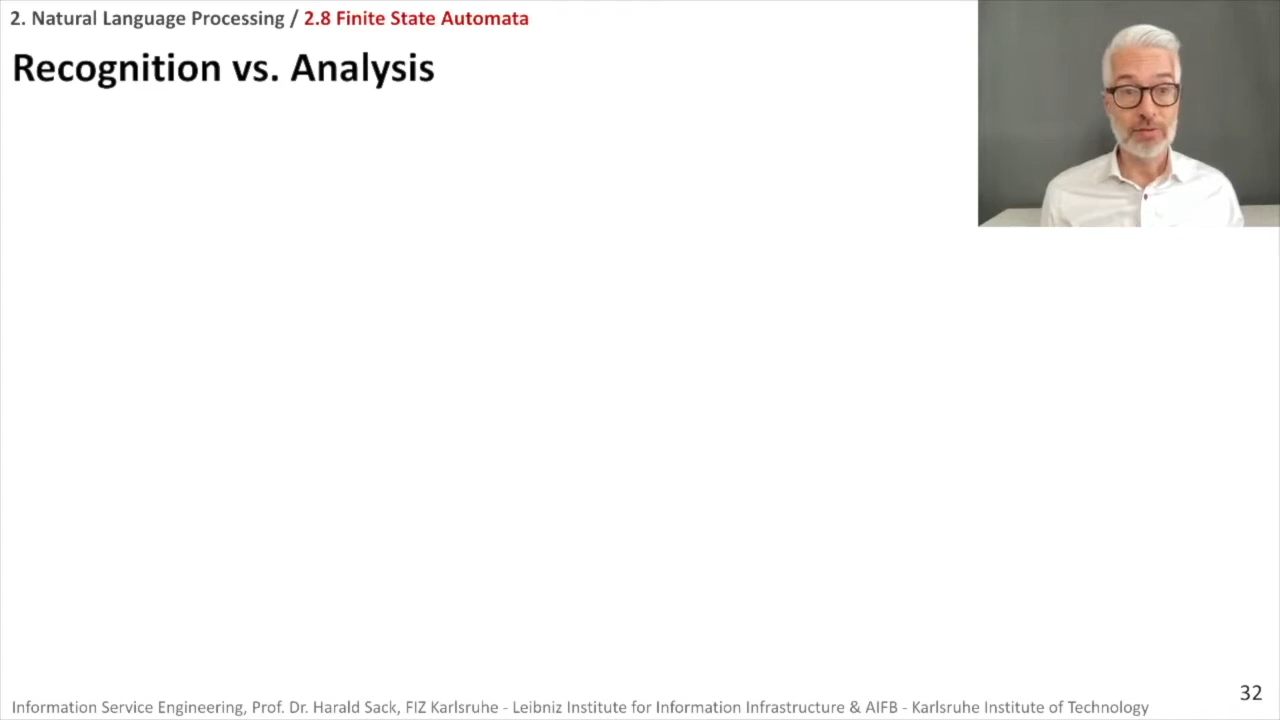 2. Natural Language Processing / 2.8 Finite State Automata
Recognition vs. Analysis
32
Information Service Engineering, Prof. Dr. Harald Sack, FIZ Karlsruhe - Leibniz Institute for Information Infrastructure & AIFB - Karlsruhe Institute of Technology